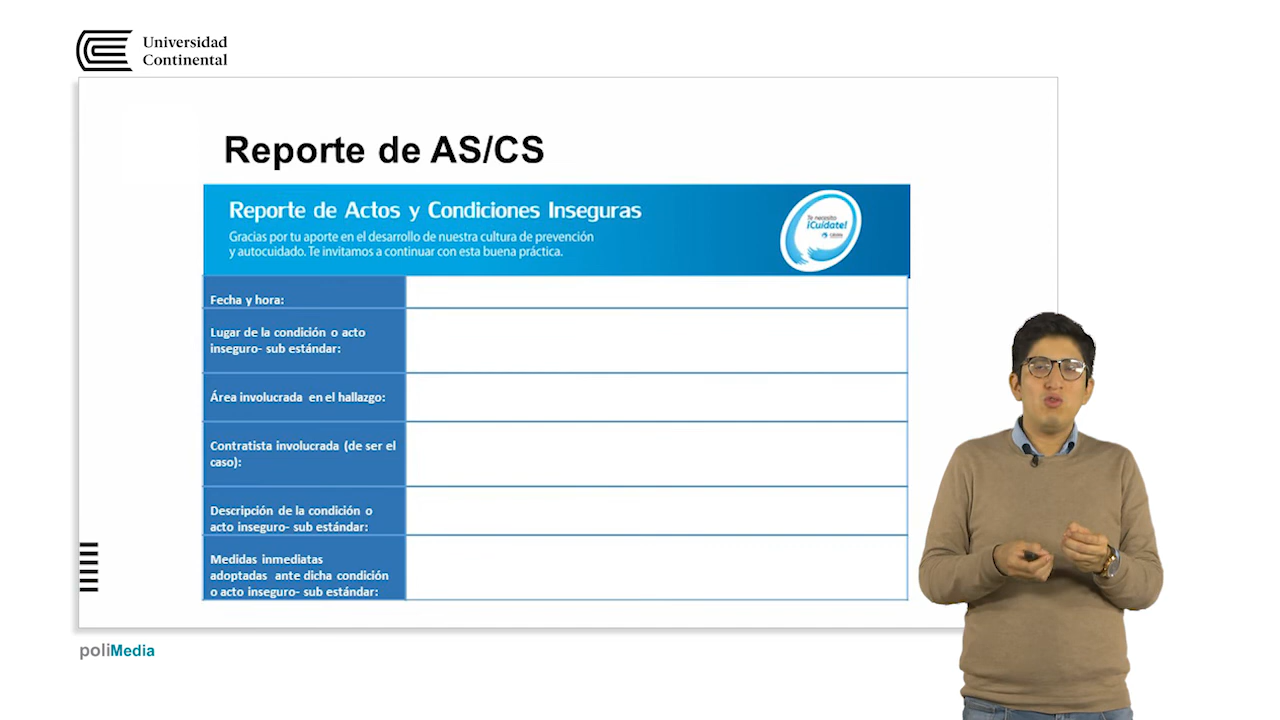 Universidad
Continental
Reporte de AS/CS
Reporte de Actos y Condiciones Inseguras
Gracias por tu aporte en el desarrollo de nuestra cultura de prevención
y autocuidado. Te invitamos a continuar con esta buena práctica.
Te necesito
¡Cuídate!
Fecha y hora:
Lugar de la condición o acto
inseguro- sub estándar:
Área involucrada en el hallazgo:
Contratista involucrada (de ser el
caso):
Descripción de la condición o
acto inseguro- sub estándar:
Medidas inmediatas
adoptadas ante dicha condición
o acto inseguro- sub estándar:
poliMedia